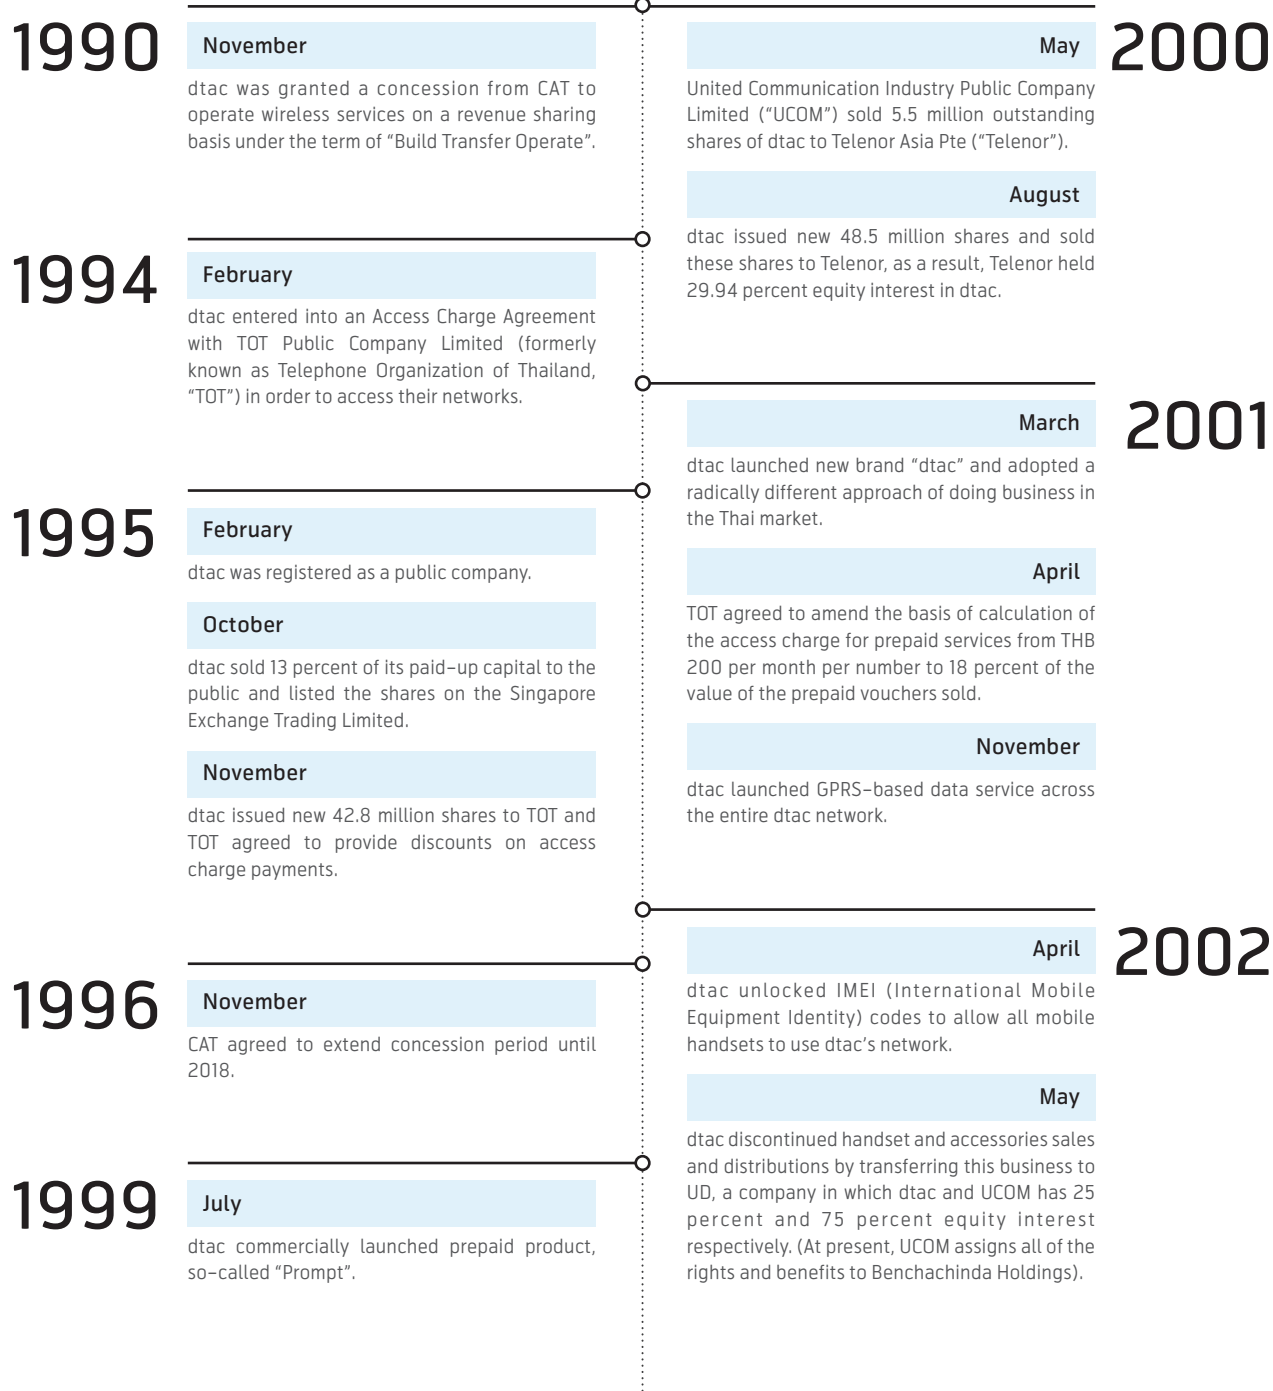 1990
November
dtac was granted a concession from CAT to
operate wireless services on a revenue sharing
basis under the term of “Build Transfer Operate”.
1994
February
dtac entered into an Access Charge Agreement
with TOT Public Company Limited (formerly
known as Telephone Organization of Thailand,
“TOT”) in order to access their networks.
1995
February
dtac was registered as a public company.
October
dtac sold 13 percent of its paid-up capital to the
public and listed the shares on the Singapore
Exchange Trading Limited.
November
dtac issued new 42.8 million shares to TOT and
TOT agreed to provide discounts on access
charge payments.
1996
November
CAT agreed to extend concession period until
2018.
1999
July
dtac commercially launched prepaid product,
so-called “Prompt”.
2000
May
United Communication Industry Public Company
Limited (“UCOM”) sold 5.5 million outstanding
shares of dtac to Telenor Asia Pte (“Telenor”).
August
dtac issued new 48.5 million shares and sold
these shares to Telenor, as a result, Telenor held
29.94 percent equity interest in dtac.
2001
March
dtac launched new brand “dtac” and adopted a
radically different approach of doing business in
the Thai market.
April
TOT agreed to amend the basis of calculation of
the access charge for prepaid services from THB
200 per month per number to 18 percent of the
value of the prepaid vouchers sold.
November
dtac launched GPRS-based data service across
the entire dtac network.
2002
April
dtac unlocked IMEI (International Mobile
Equipment Identity) codes to allow all mobile
handsets to use dtac’s network.
May
dtac discontinued handset and accessories sales
and distributions by transferring this business to
UD, a company in which dtac and UCOM has 25
percent and 75 percent equity interest
respectively. (At present, UCOM assigns all of the
rights and benefits to Benchachinda Holdings).